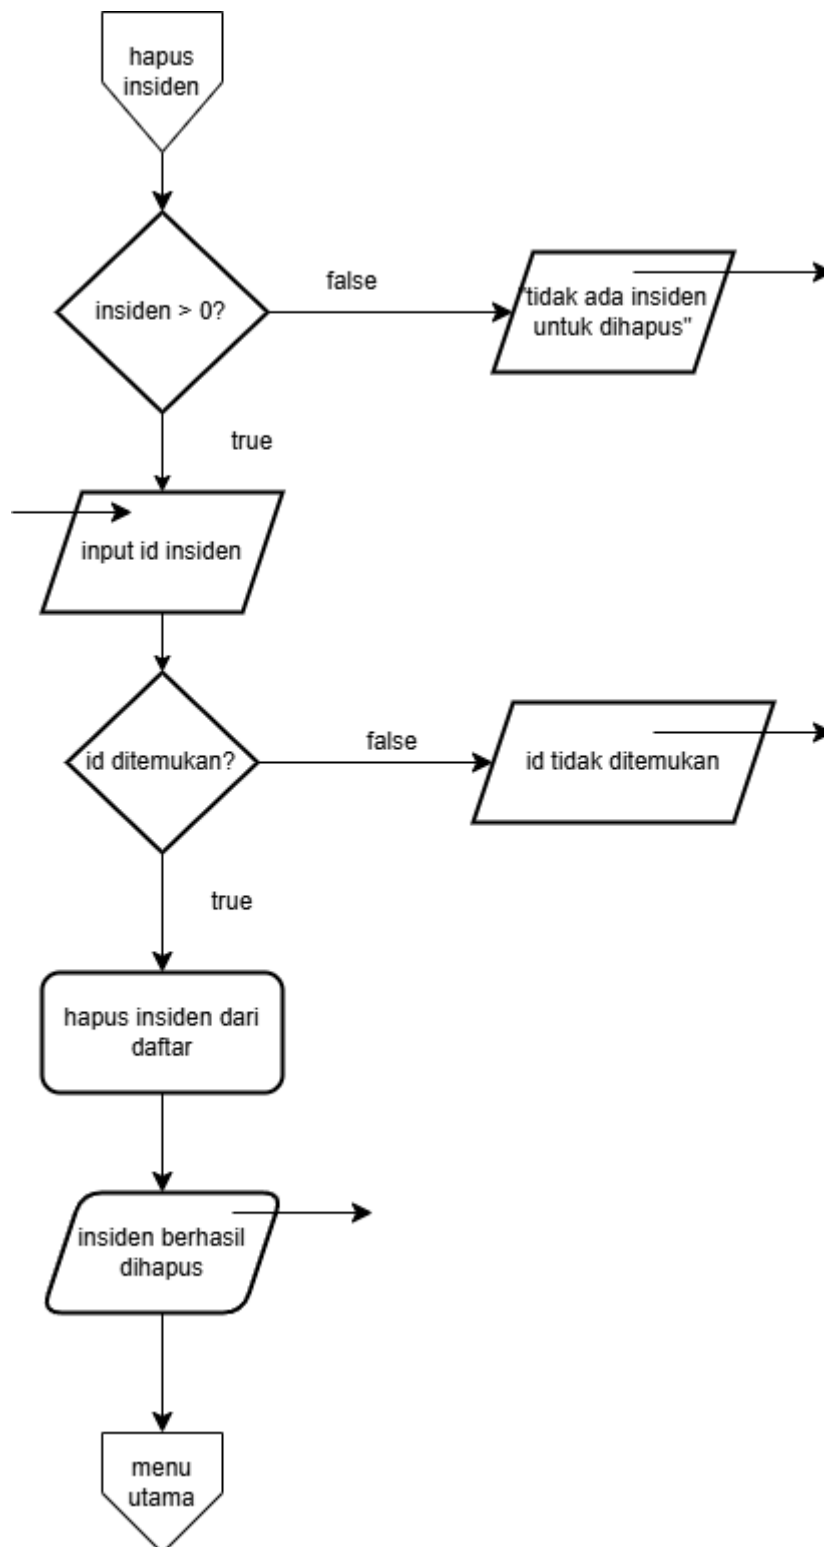 hapus
insiden
insiden > 0?
false
"tidak ada insiden
untuk dihapus"
true
input id insiden
id ditemukan?
false
id tidak ditemukan
true
hapus insiden dari
daftar
insiden berhasil
dihapus
menu
utama